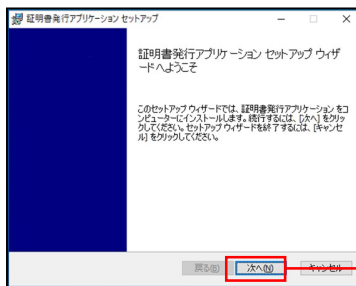 証明書発行アプリケーション セットアップ
証明書発行アプリケーション セットアップ ウィザ
ードへようこそ
このセットアップ ウィザードでは、証明書発行アプリケーション をコ
ンピューターにインストールします。続行するには、[次へ] をクリッ
クしてください。セットアップ ウィザードを終了するには、[キャンセ
ル] をクリックしてください。
戻る(B) 次へ(N) キャンセル